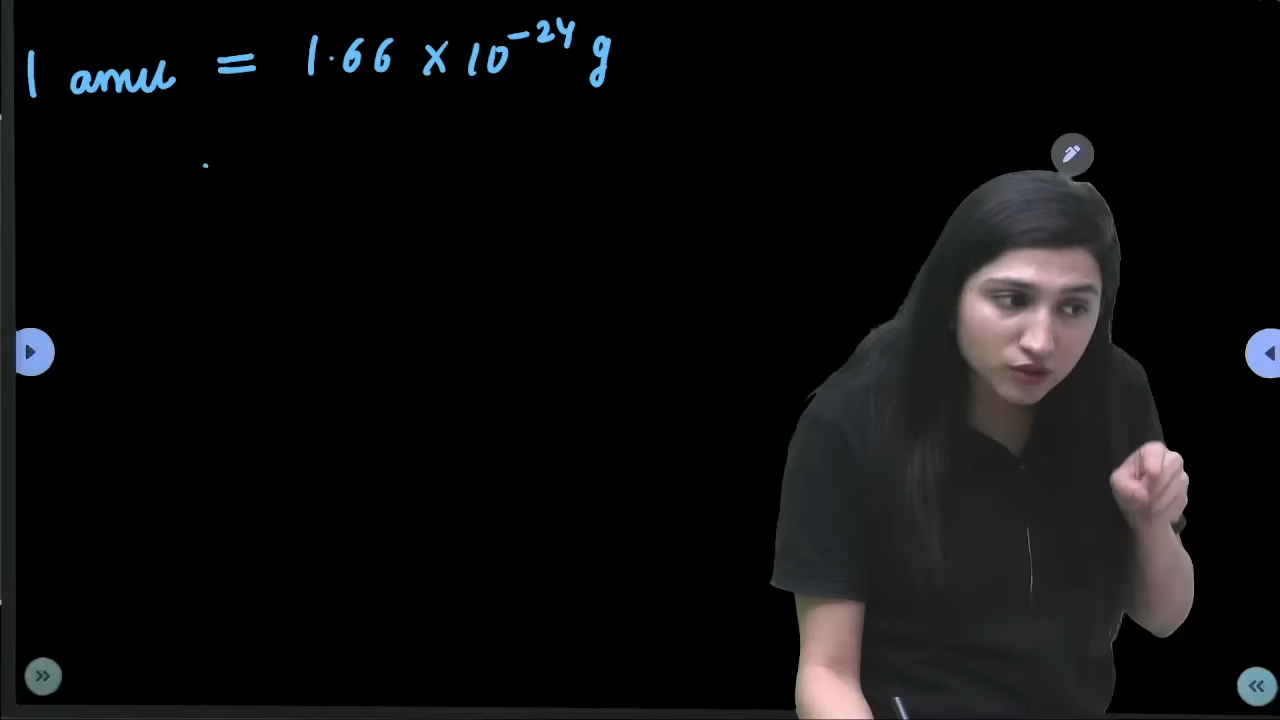 1 amu = 1.66 × 10⁻²⁴ g